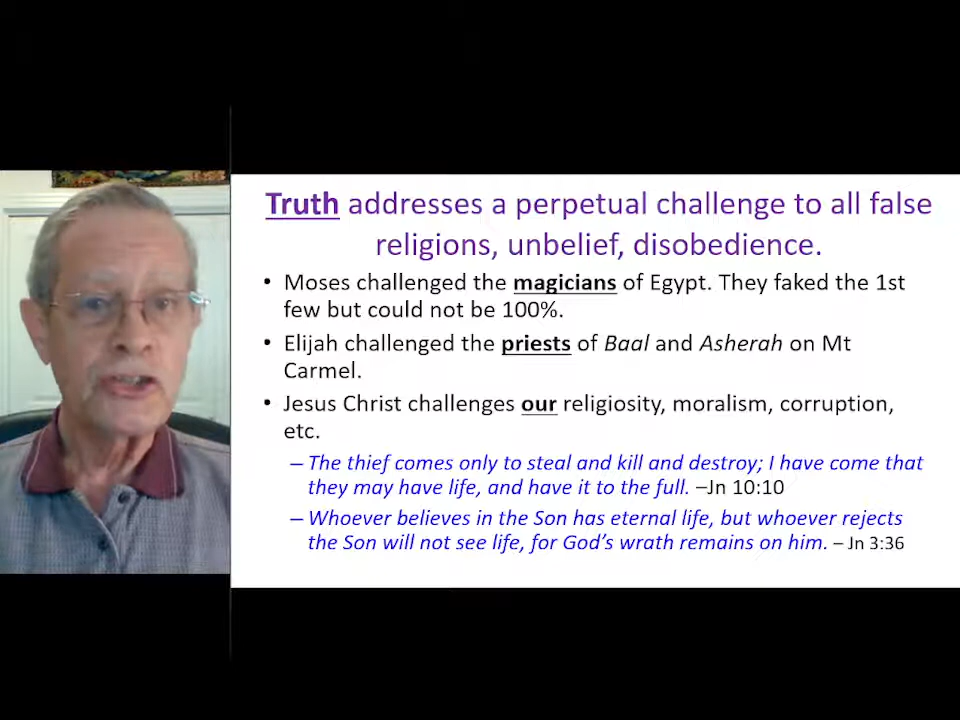 Truth addresses a perpetual challenge to all false
religions, unbelief, disobedience.
• Moses challenged the magicians of Egypt. They faked the 1st
few but could not be 100%.
• Elijah challenged the priests of Baal and Asherah on Mt
Carmel.
• Jesus Christ challenges our religiosity, moralism, corruption,
etc.
– The thief comes only to steal and kill and destroy; I have come that
they may have life, and have it to the full. –Jn 10:10
– Whoever believes in the Son has eternal life, but whoever rejects
the Son will not see life, for God’s wrath remains on him. – Jn 3:36